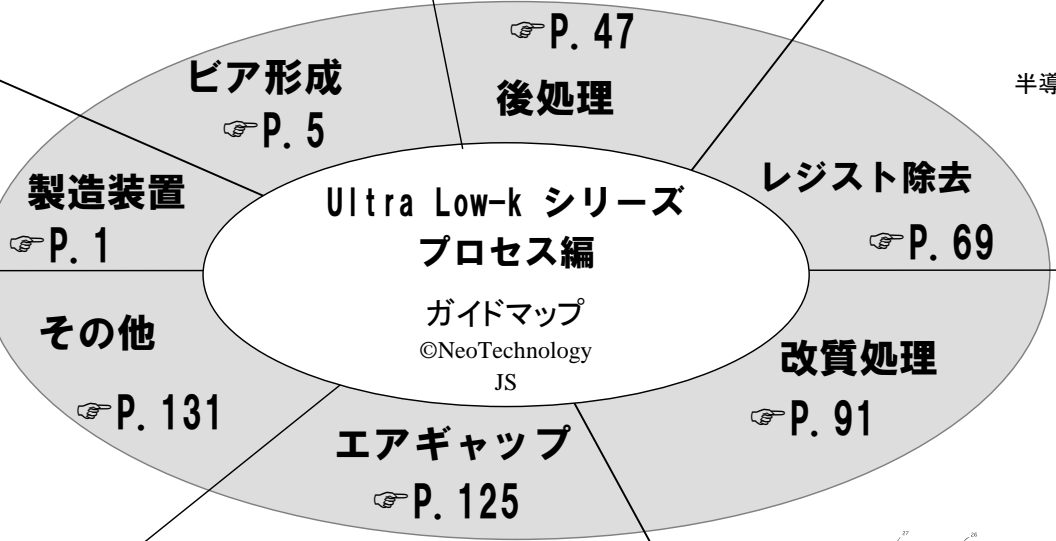 ☞P. 47
ビア形成
後処理
☞P. 5
半導
製造装置
☞P. 1
レジスト除去
☞P. 69
Ultra Low-k シリーズ
プロセス編
ガイドマップ
©NeoTechnology
JS
その他
☞P. 131
改質処理
☞P. 91
エアギャップ
☞P. 125
27
26